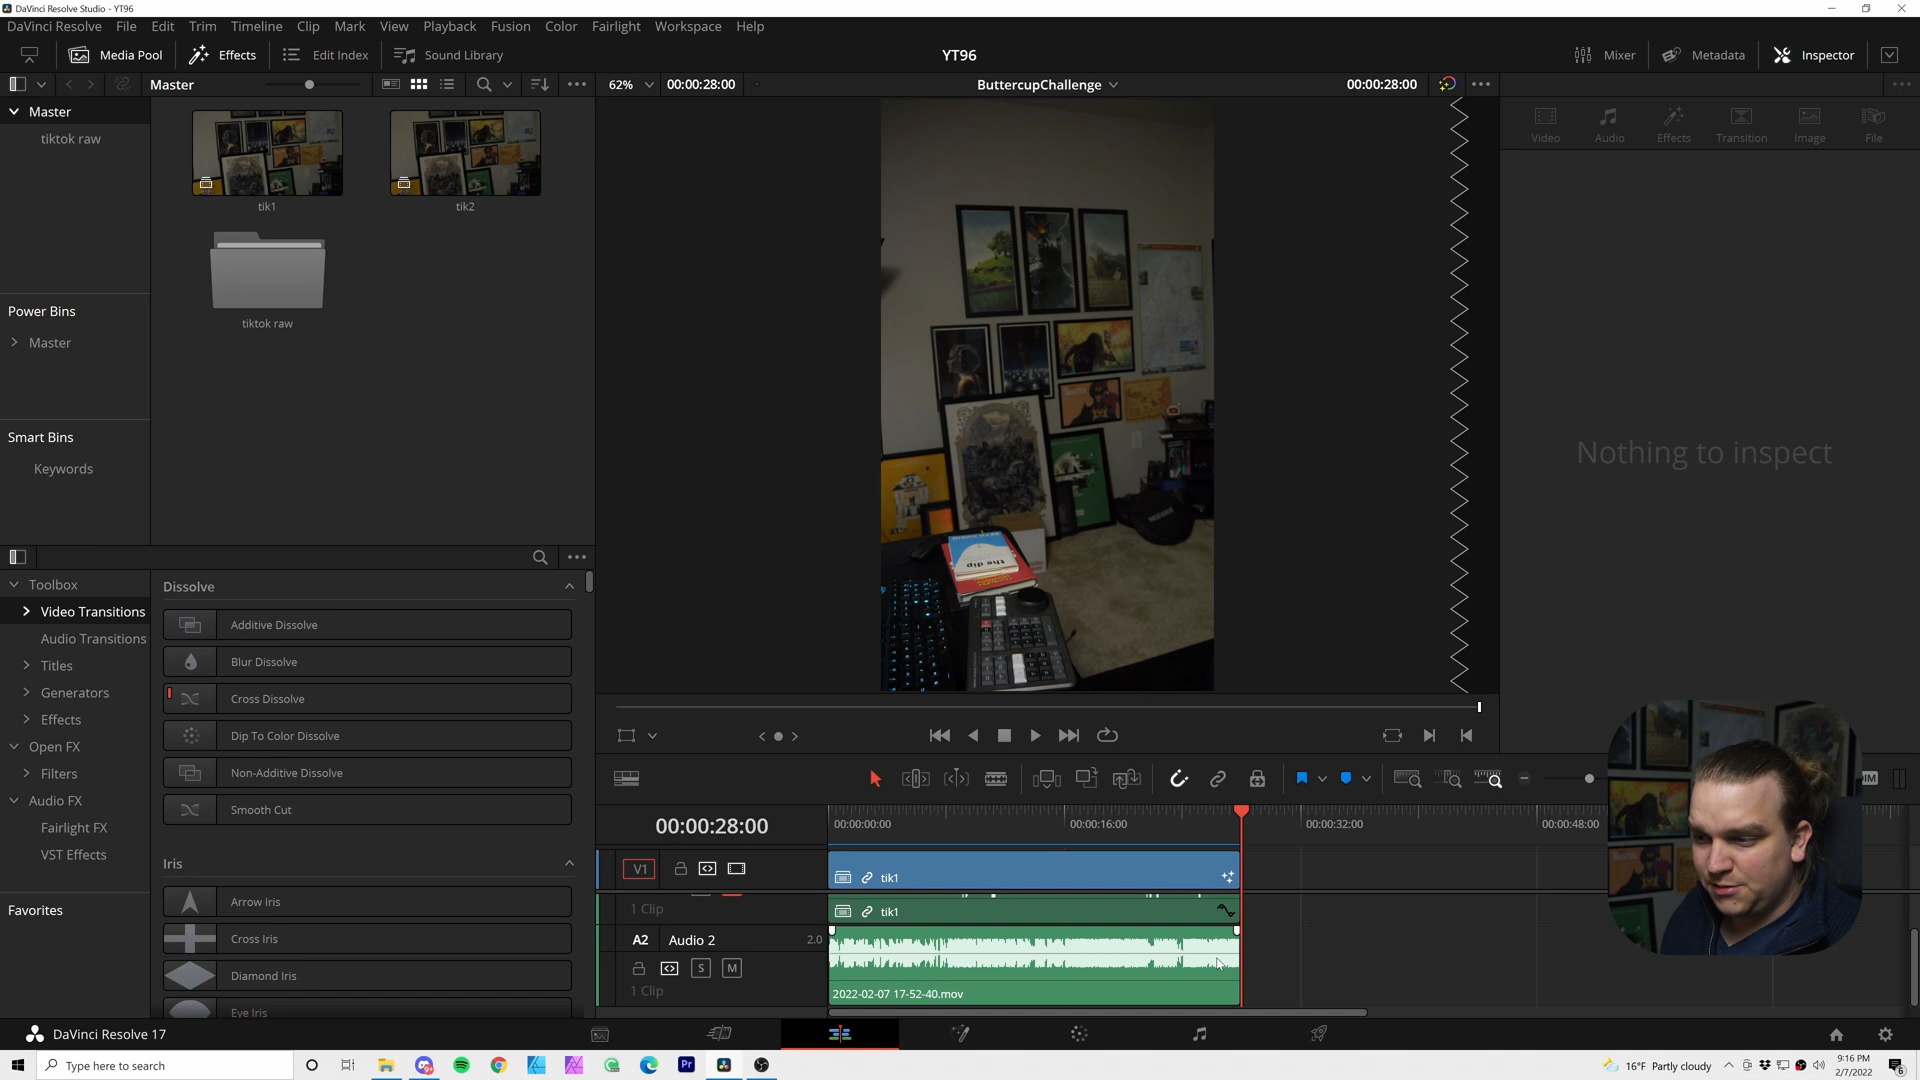 DaVinci Resolve Studio - YT96
DaVinci Resolve File Edit Trim Timeline Clip Mark View Playback Fusion Color Fairlight Workspace Help
Media Pool Effects Edit Index Sound Library YT96 Mixer Metadata Inspector
Master 62% 00:00:28:00 ButtercupChallenge 00:00:28:00
Master
tiktok raw
tik1 tik2
tiktok raw
Power Bins
Master
Smart Bins
Keywords
Video Audio Effects Transition Image File
Nothing to inspect
the dip
Toolbox
Video Transitions
Audio Transitions
Titles
Generators
Effects
Open FX
Filters
Audio FX
Fairlight FX
VST Effects
Favorites
Dissolve
Additive Dissolve
Blur Dissolve
Cross Dissolve
Dip To Color Dissolve
Non-Additive Dissolve
Smooth Cut
Iris
Arrow Iris
Cross Iris
Diamond Iris
Eye Iris
DIM
00:00:28:00 00:00:00:00 00:00:16:00 00:00:32:00 00:00:48:00
V1 tik1
1 Clip tik1
A2 Audio 2 2.0
S M
1 Clip 2022-02-07 17-52-40.mov
DaVinci Resolve 17
Type here to search
Pr
16°F Partly cloudy
9:16 PM
2/7/2022
6